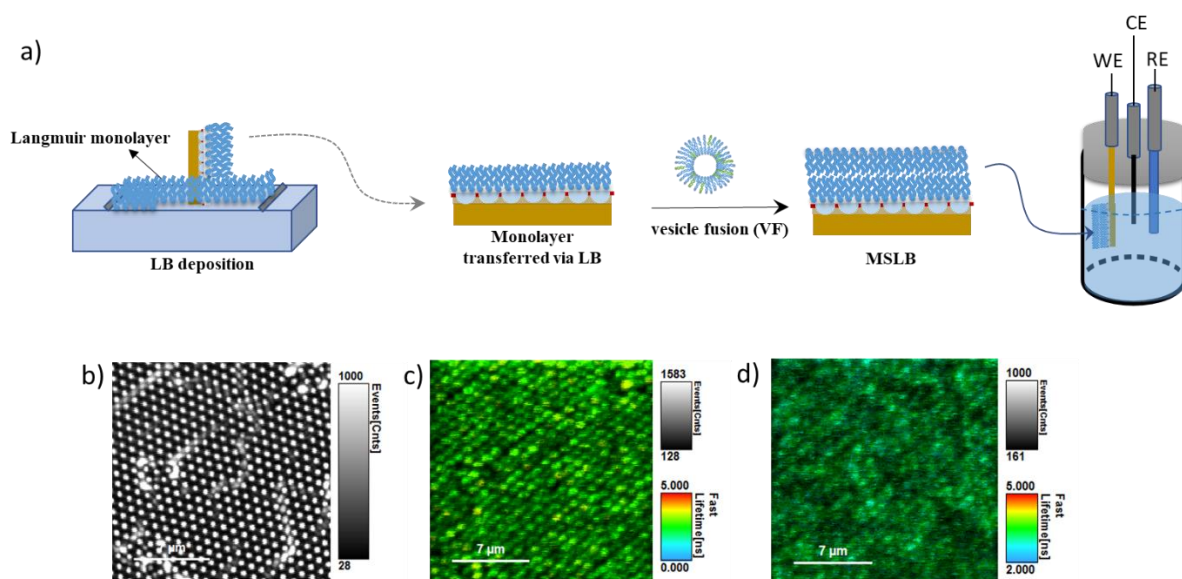 a)
Langmuir monolayer
LB deposition
Monolayer
transferred via LB
vesicle fusion (VF)
MSLB
CE
WE
RE
b)
1000
Events[Cnts]
28
7 µm
c)
1583
Events[Cnts]
128
5.000
Fast
Lifetime[ns]
0.000
7 µm
d)
1000
Events[Cnts]
161
5.000
Fast
Lifetime[ns]
2.000
7 µm